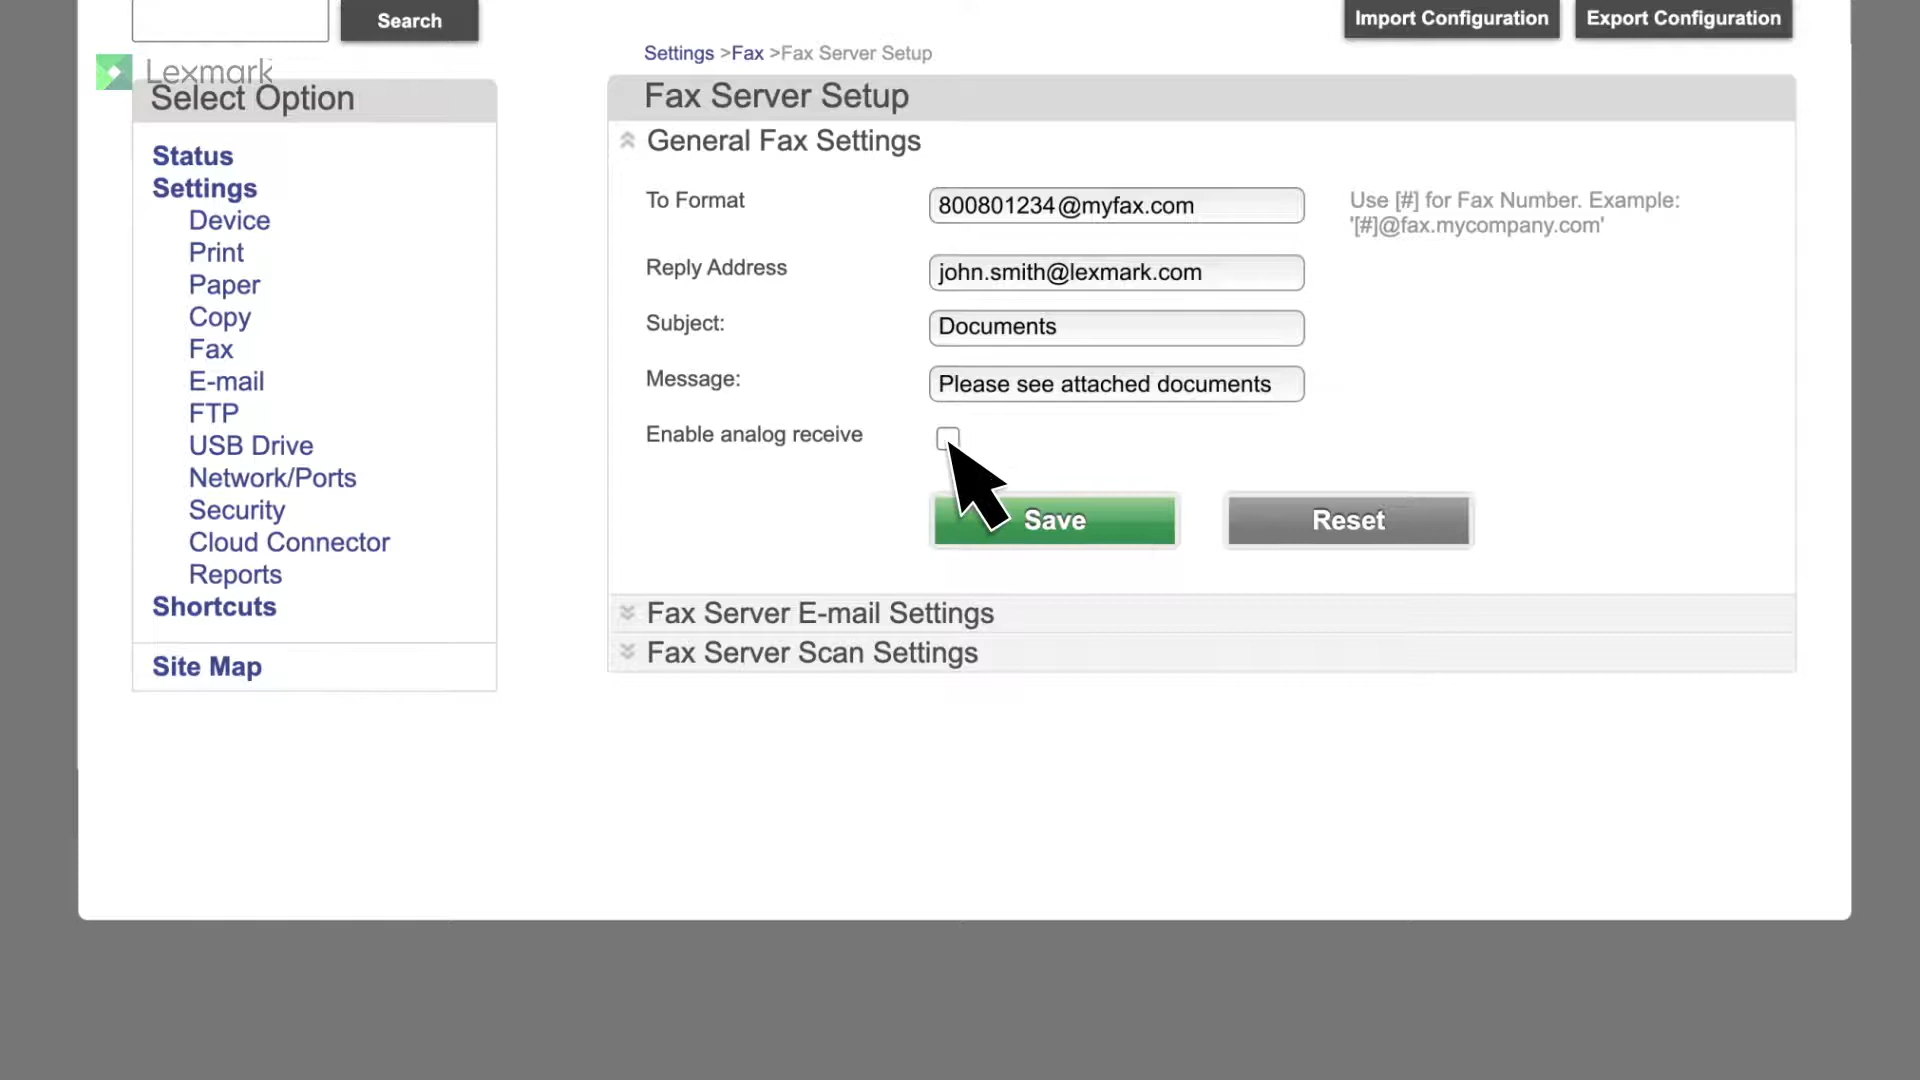 Search
Import Configuration
Export Configuration
Settings >Fax >Fax Server Setup
Lexmark
Select Option
Status
Settings
Device
Print
Paper
Copy
Fax
E-mail
FTP
USB Drive
Network/Ports
Security
Cloud Connector
Reports
Shortcuts
Site Map
Fax Server Setup
General Fax Settings
To Format
800801234@myfax.com
Use [#] for Fax Number. Example:
'[#]@fax.mycompany.com'
Reply Address
john.smith@lexmark.com
Subject:
Documents
Message:
Please see attached documents
Enable analog receive
Save
Reset
Fax Server E-mail Settings
Fax Server Scan Settings